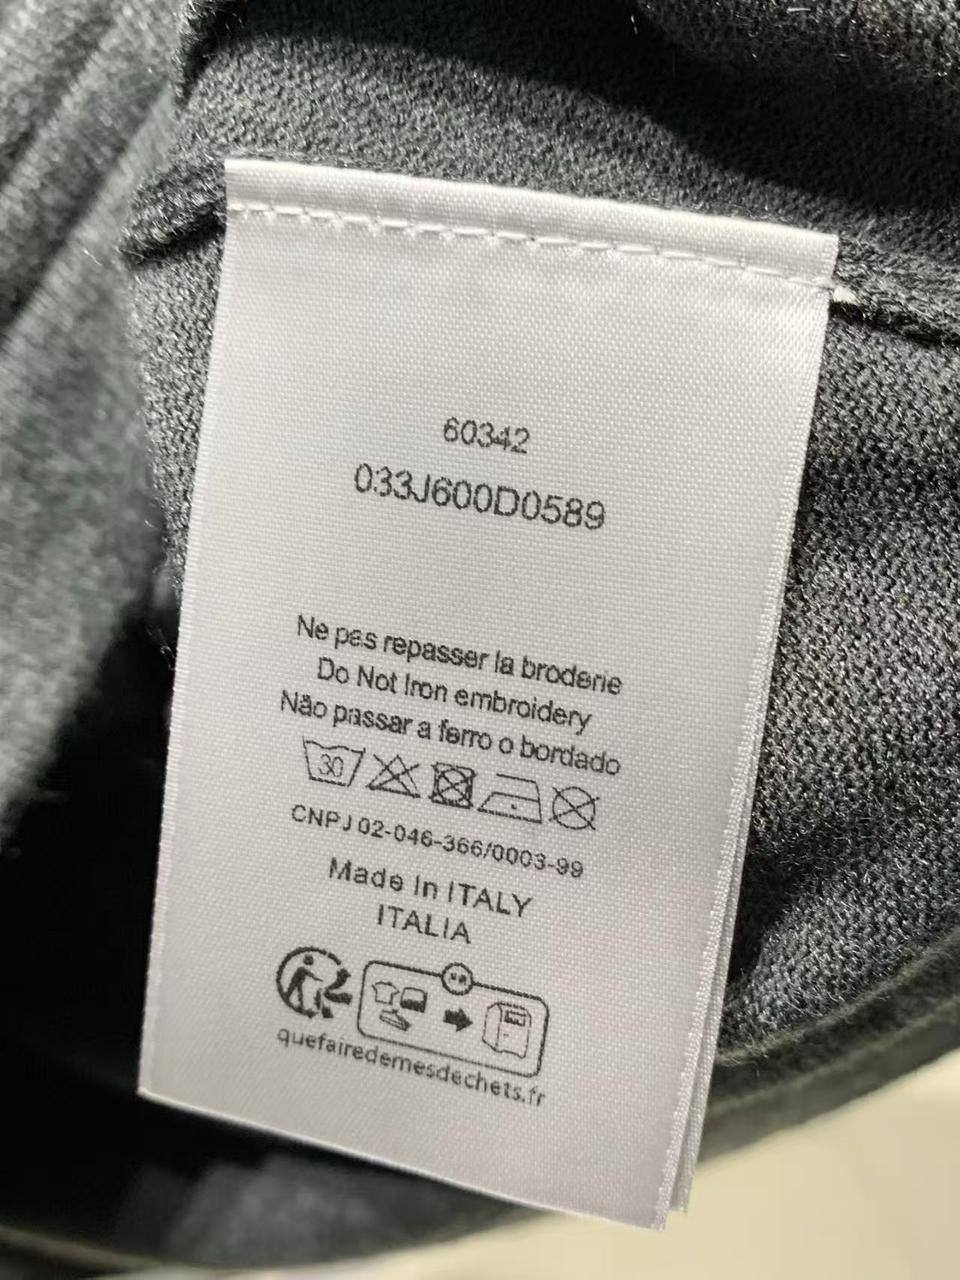 60342
033J600D0589
Ne pas repasser la broderie
Do Not Iron embroidery
Não passar a ferro o bordado
30
CNPJ 02-046-366/0003-99
Made In ITALY
ITALIA
quefairedemesdechets.fr